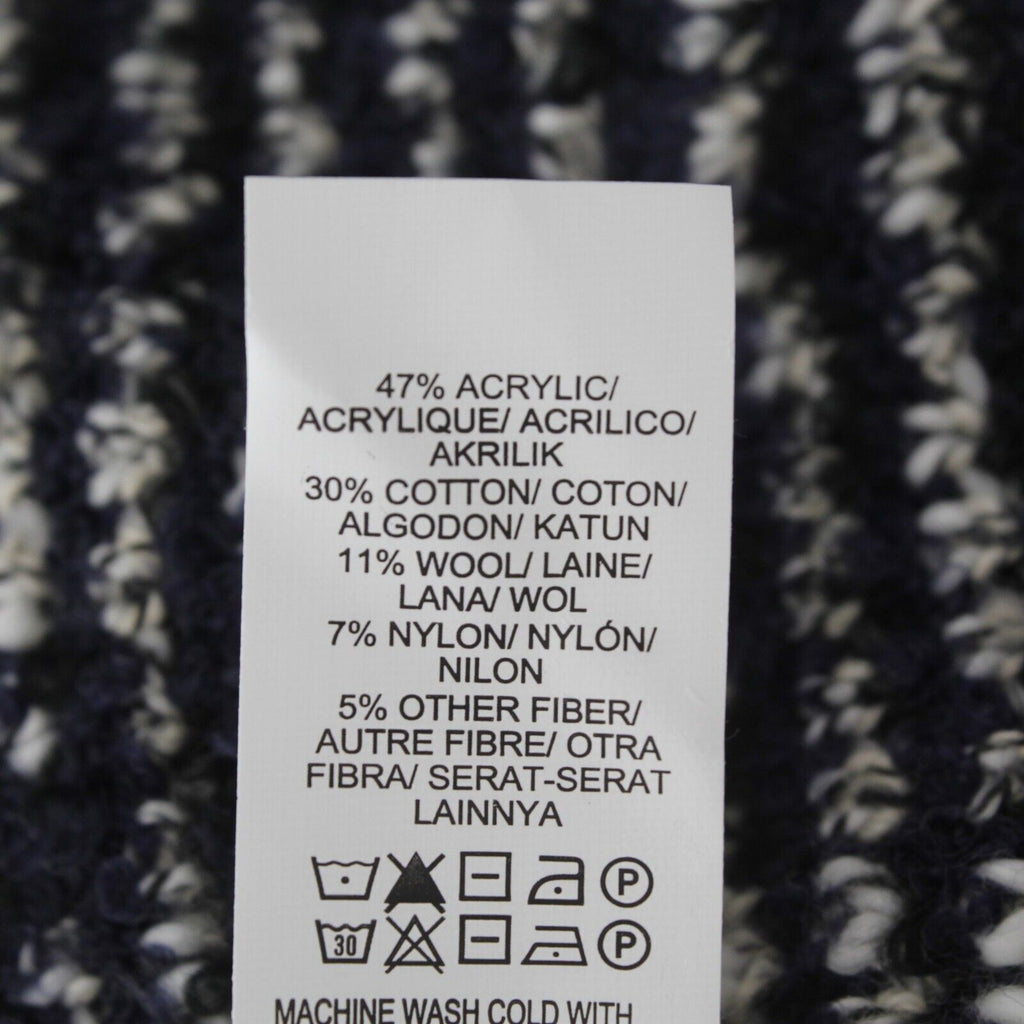 47% ACRYLIC/
ACRYLIQUE/ ACRILICO/
AKRILIK
30% COTTON/ COTON/
ALGODON/ KATUN
11% WOOL/ LAINE/
LANA/ WOL
7% NYLON/ NYLÓN/
NILON
5% OTHER FIBER/
AUTRE FIBRE/ OTRA
FIBRA/ SERAT-SERAT
LAINNYA
P
30 P
MACHINE WASH COLD WITH